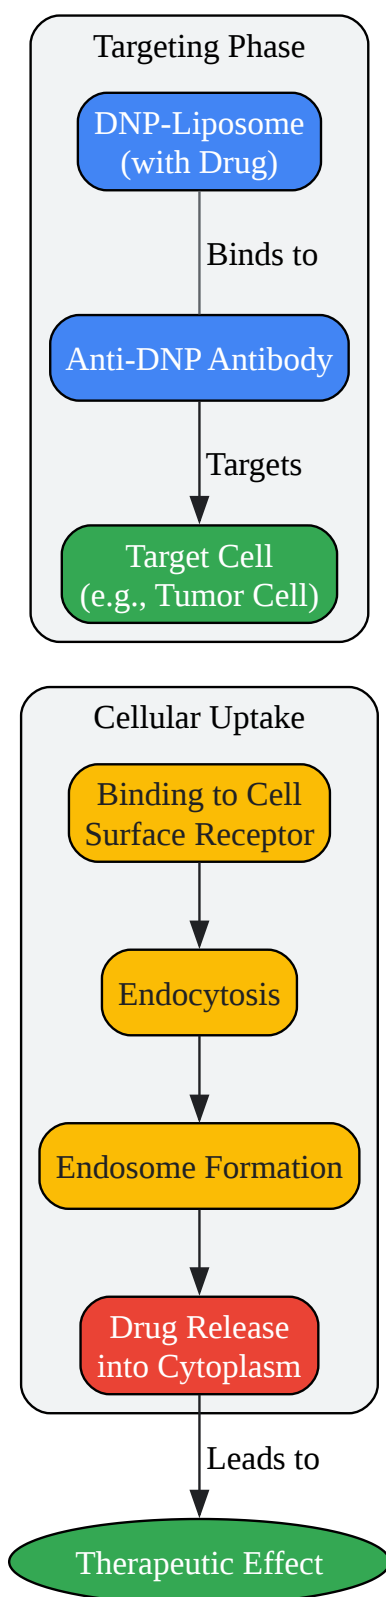 Targeting Phase
DNP-Liposome
(with Drug)
Binds to
Anti-DNP Antibody
Targets
Target Cell
(e.g., Tumor Cell)
Cellular Uptake
Binding to Cell
Surface Receptor
Endocytosis
Endosome Formation
Drug Release
into Cytoplasm
Leads to
Therapeutic Effect